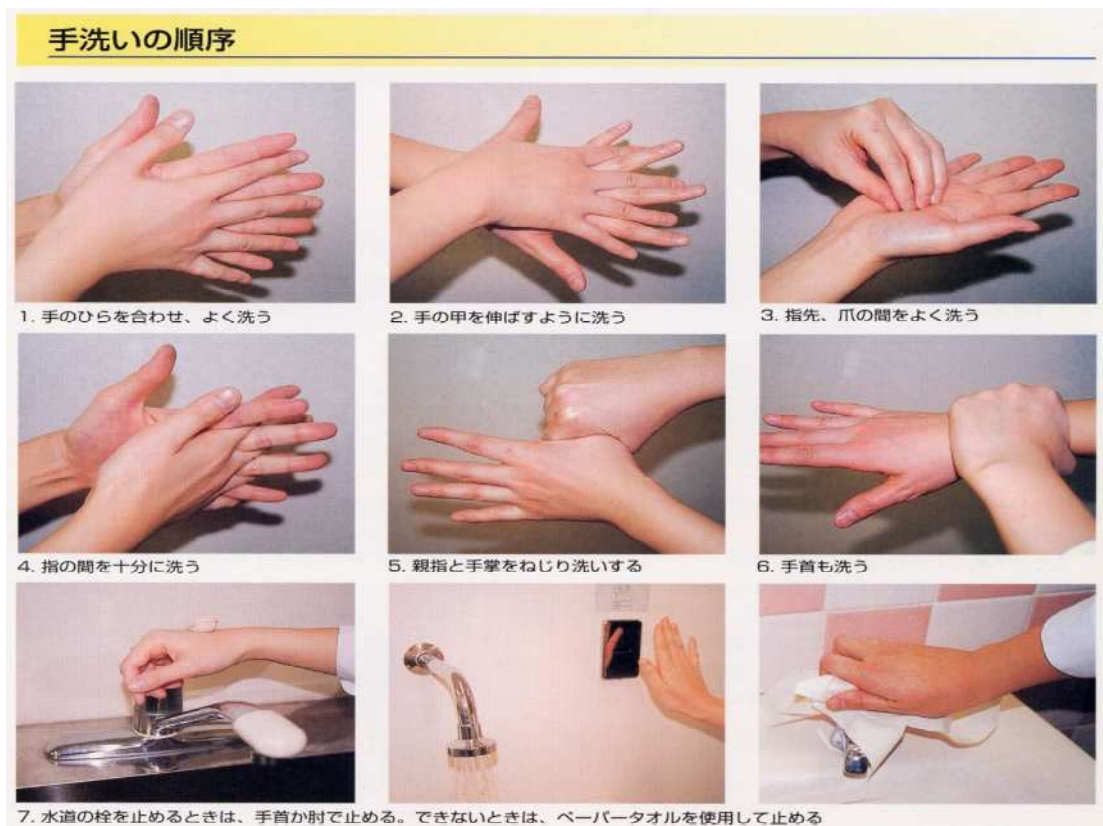 手洗いの順序
1. 手のひらを合わせ、よく洗う
2. 手の甲を伸ばすように洗う
3. 指先、爪の間をよく洗う
4. 指の間を十分に洗う
5. 親指と手掌をねじり洗いする
6. 手首も洗う
7. 水道の栓を止めるときは、手首か肘で止める。できないときは、ペーパータオルを使用して止める